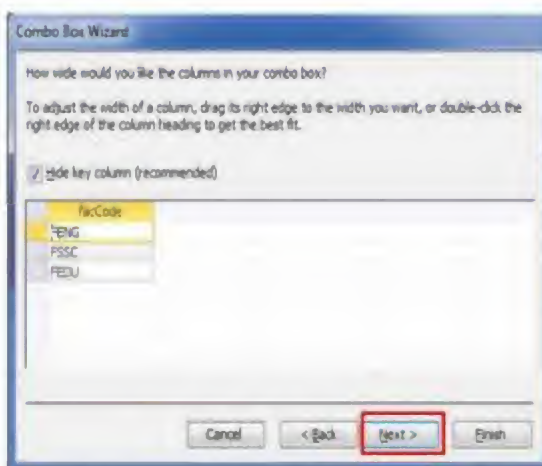 Combo Box Wizard
How wide would you like the columns in your combo box?
To adjust the width of a column, drag its right edge to the width you want, or double-click the
right edge of the column heading to get the best fit.
Hide key column (recommended)
FacCode
FENG
FSSC
FEDU
Cancel
< Back
Next >
Finish